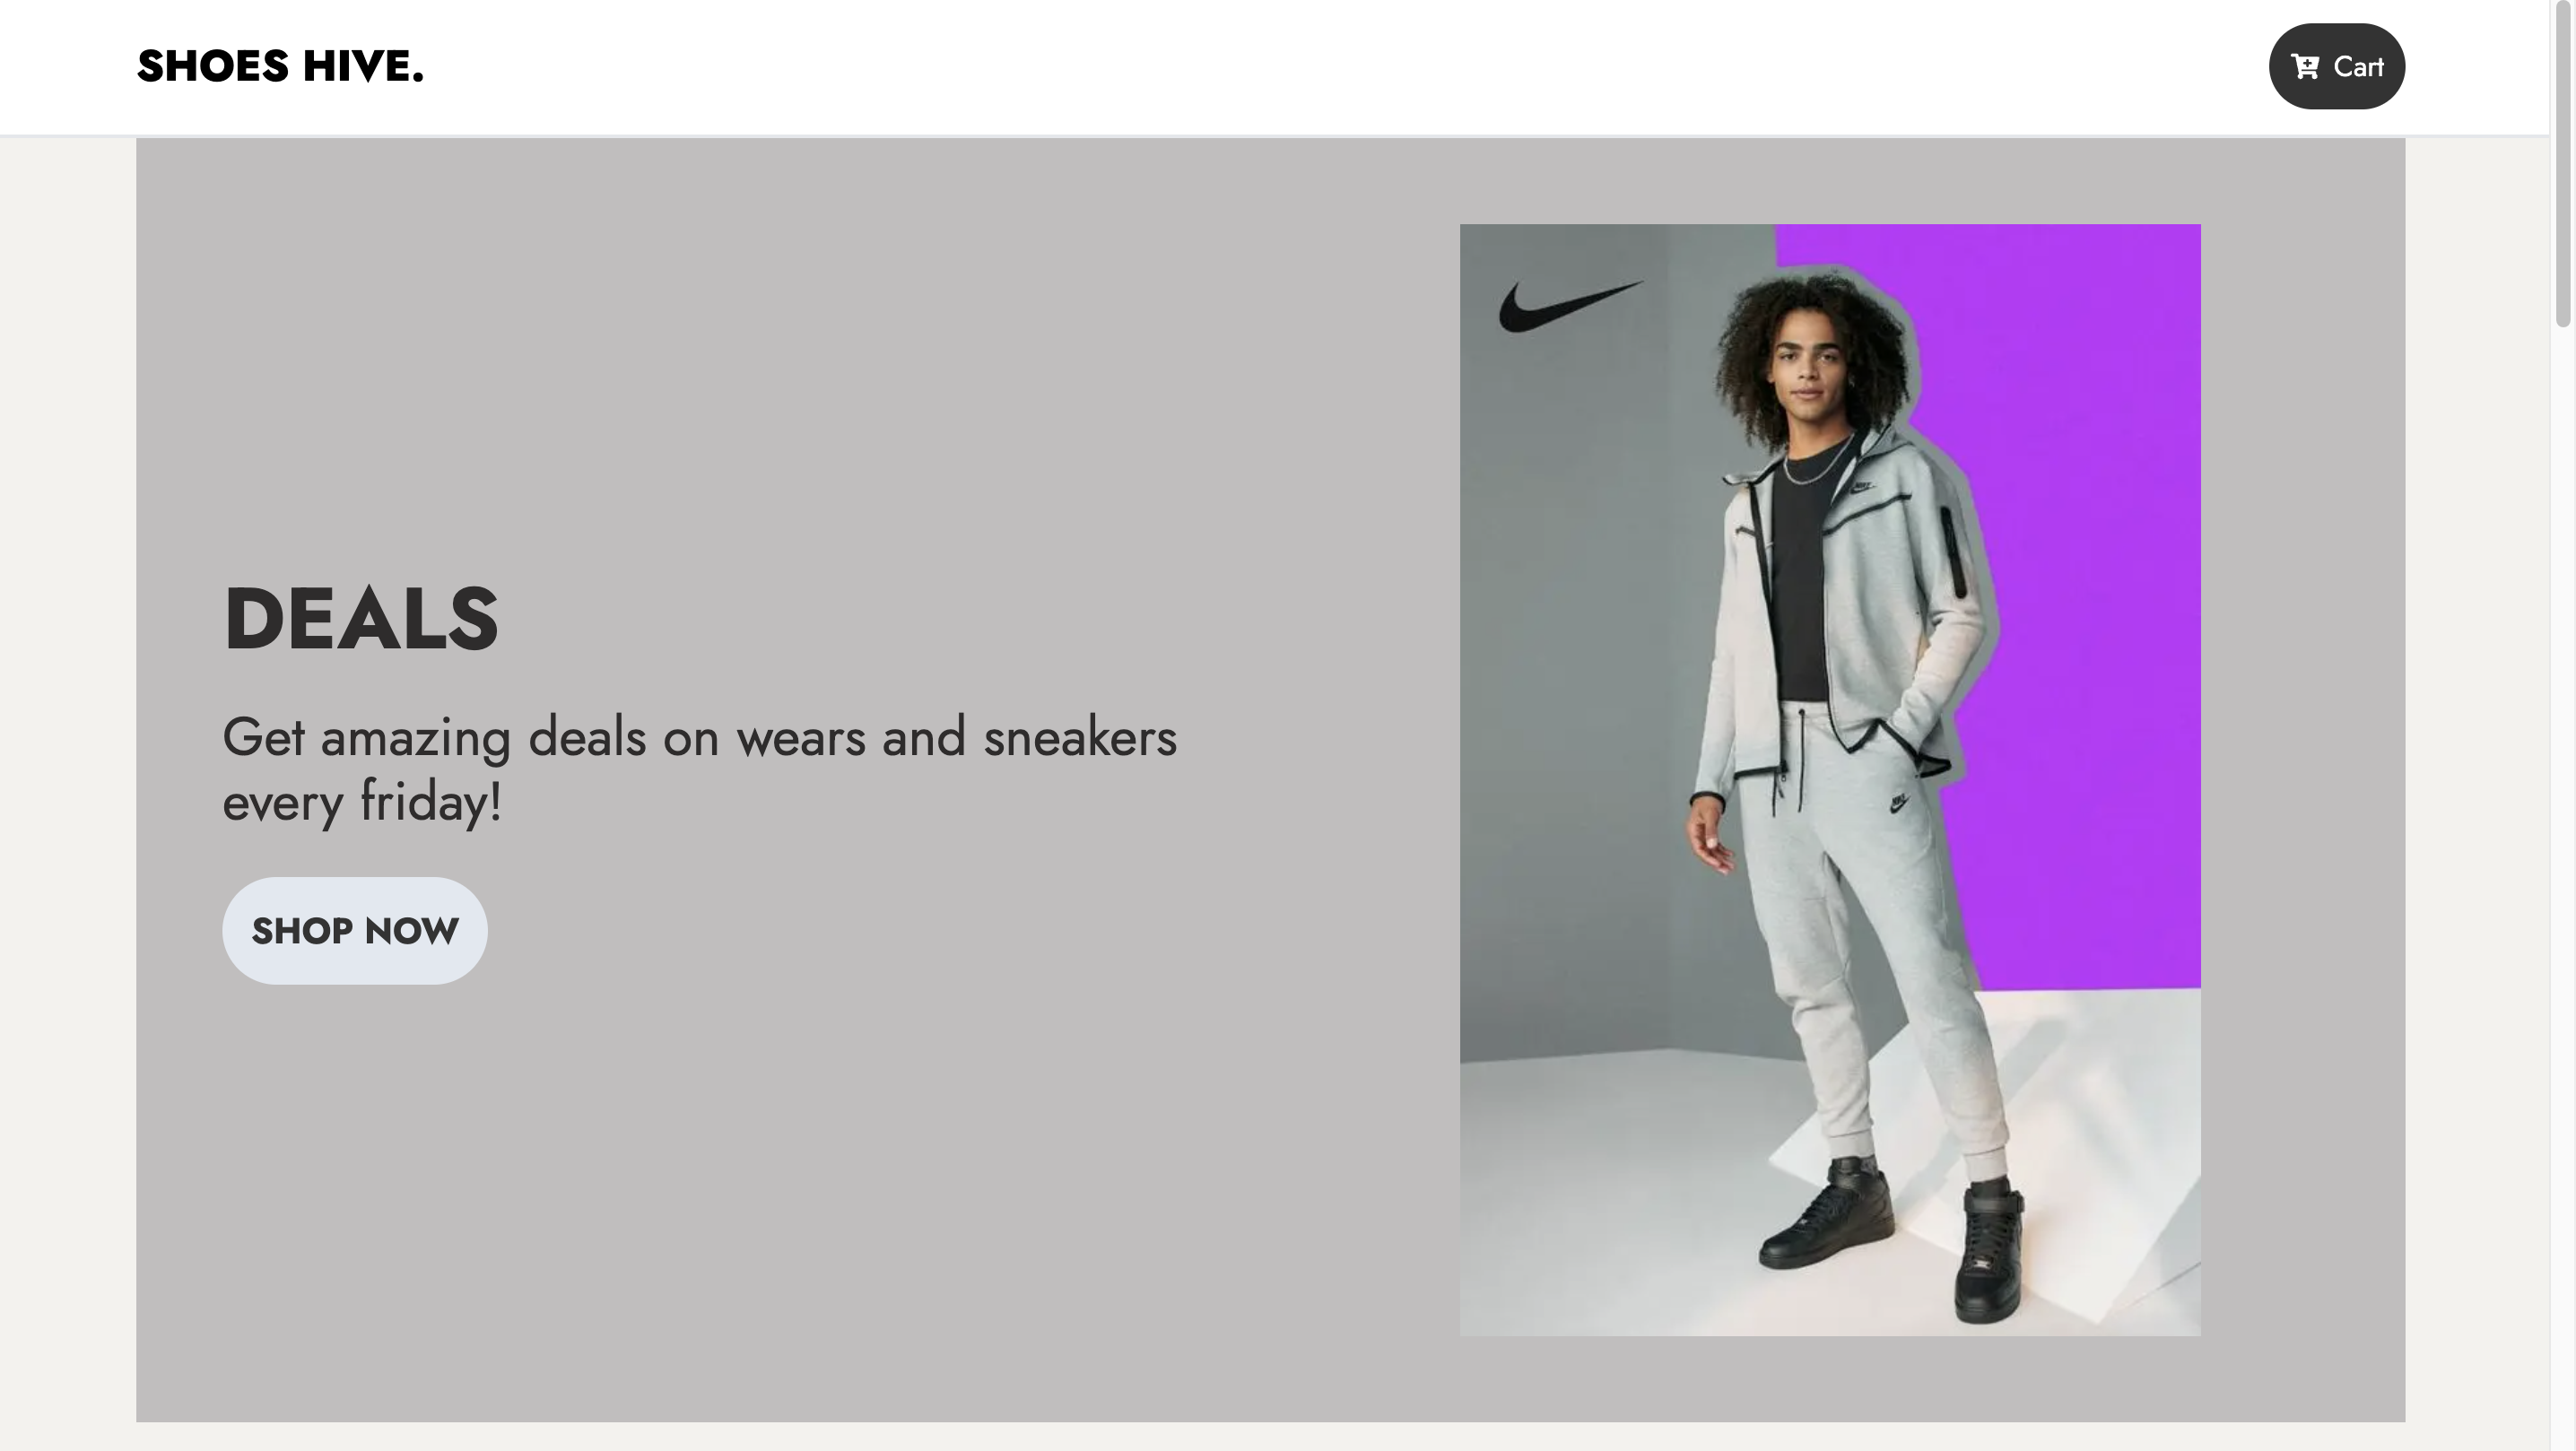 SHOES HIVE.
Cart
DEALS
Get amazing deals on wears and sneakers
every friday!
SHOP NOW